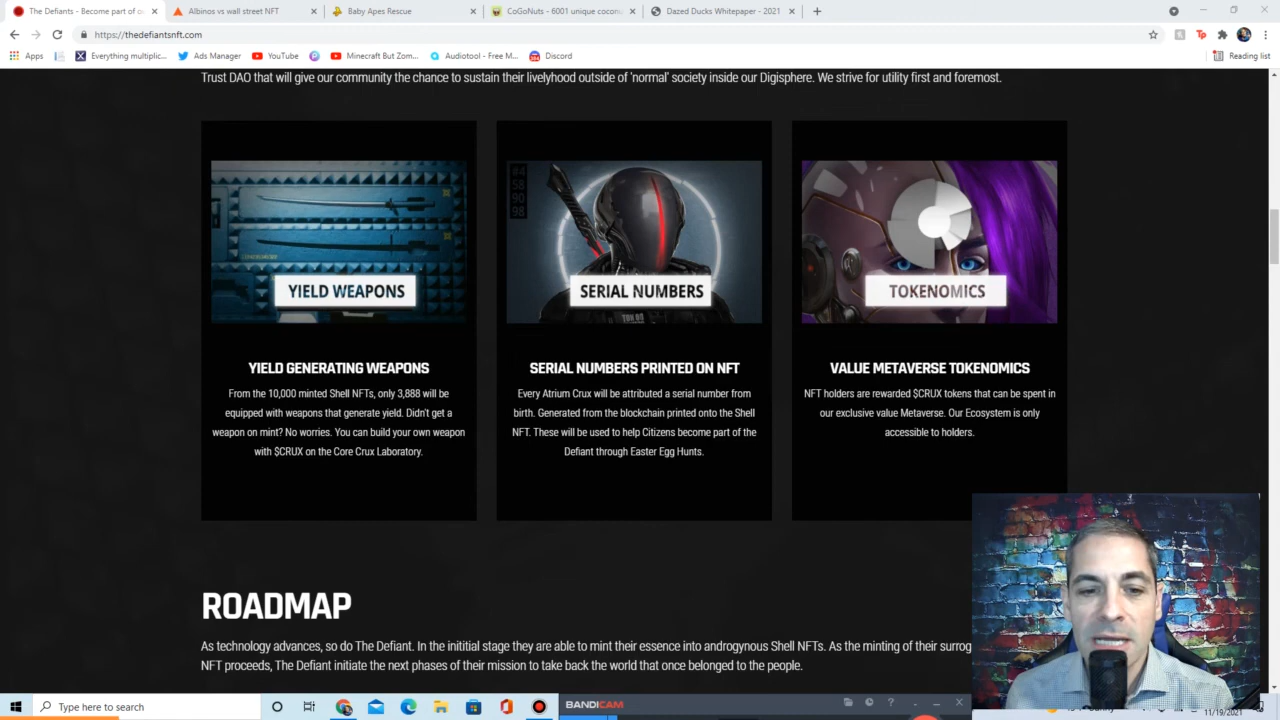 The Defiants - Become part of o
Albinos vs wall street NFT
Baby Apes Rescue
CoGoNuts - 6001 unique coconu
Dazed Ducks Whitepaper - 2021
https://thedefiantsnft.com
Apps
Everything multiplic...
Ads Manager
YouTube
Minecraft But Zom...
Audiotool - Free M...
Discord
Reading list
Trust DAO that will give our community the chance to sustain their livelyhood outside of 'normal' society inside our Digisphere. We strive for utility first and foremost.
#4
58
90
98
YIELD WEAPONS
SERIAL NUMBERS
TOKENOMICS
YIELD GENERATING WEAPONS
From the 10,000 minted Shell NFTs, only 3,888 will be
equipped with weapons that generate yield. Didn't get a
weapon on mint? No worries. You can build your own weapon
with $CRUX on the Core Crux Laboratory.
SERIAL NUMBERS PRINTED ON NFT
Every Atrium Crux will be attributed a serial number from
birth. Generated from the blockchain printed onto the Shell
NFT. These will be used to help Citizens become part of the
Defiant through Easter Egg Hunts.
VALUE METAVERSE TOKENOMICS
NFT holders are rewarded $CRUX tokens that can be spent in
our exclusive value Metaverse. Our Ecosystem is only
accessible to holders.
ROADMAP
As technology advances, so do The Defiant. In the initital stage they are able to mint their essence into androgynous Shell NFTs. As the minting of their surrog
NFT proceeds, The Defiant initiate the next phases of their mission to take back the world that once belonged to the people.
Type here to search
BANDICAM
11/19/2021